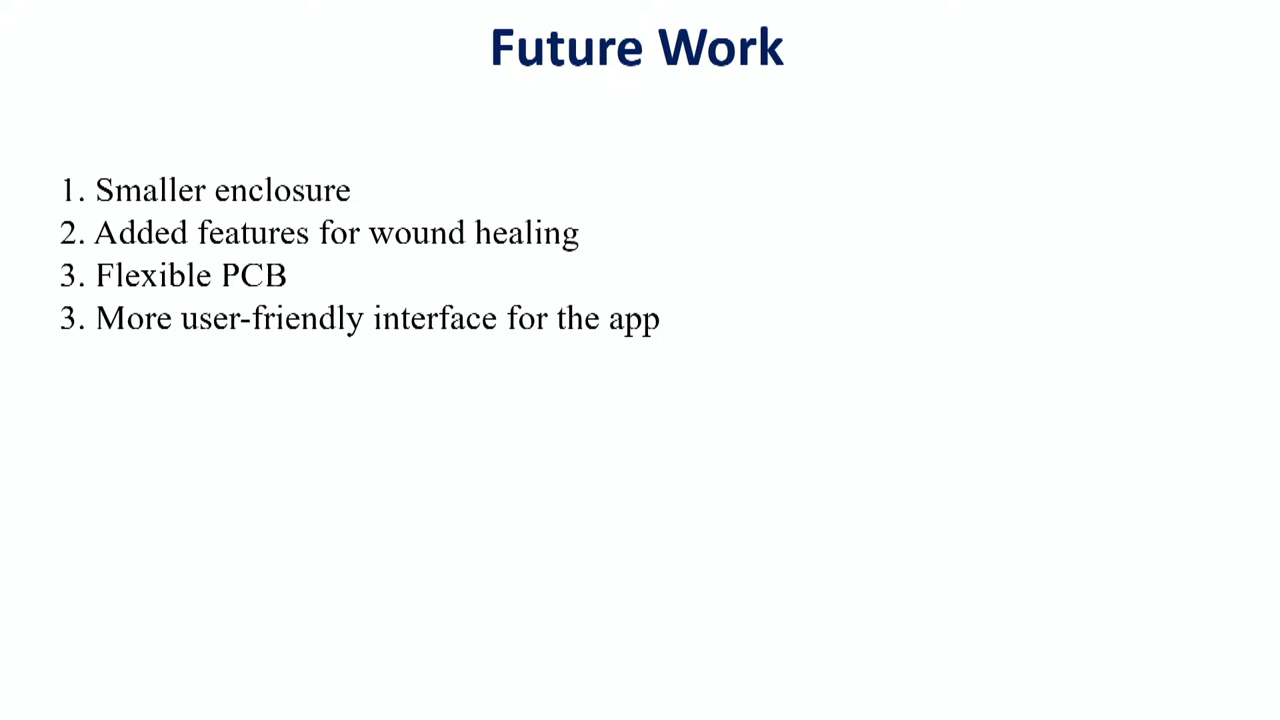 Future Work
1. Smaller enclosure
2. Added features for wound healing
3. Flexible PCB
3. More user-friendly interface for the app